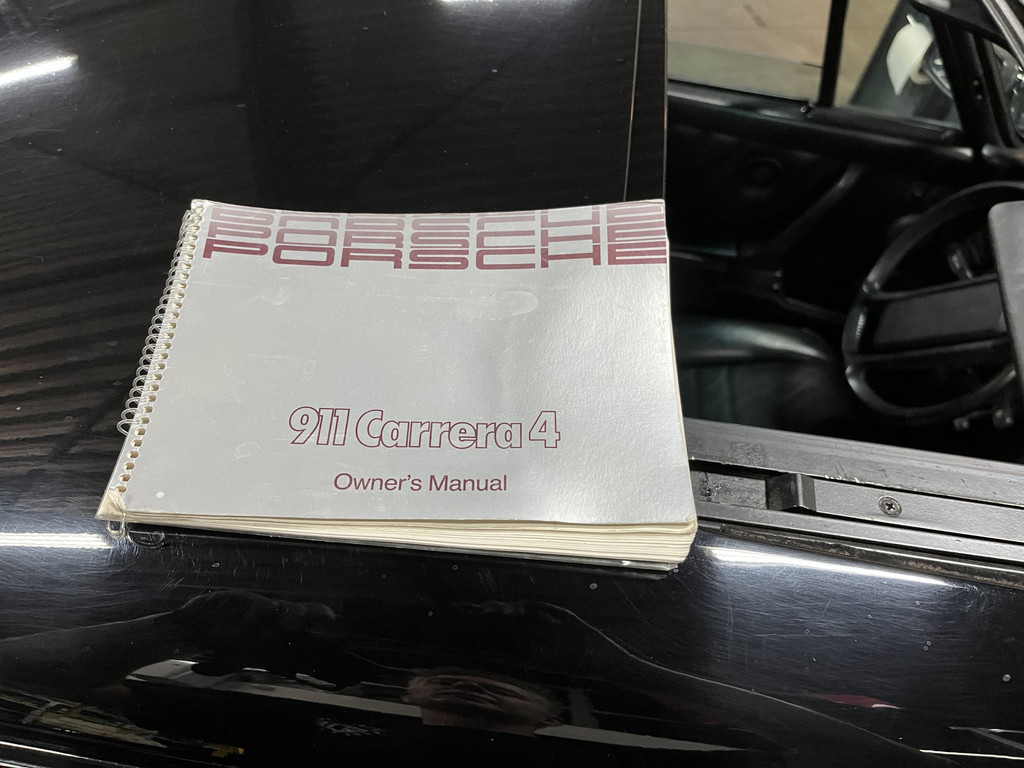 PORSCHE
PORSCHE
PORSCHE
911 Carrera 4
Owner's Manual